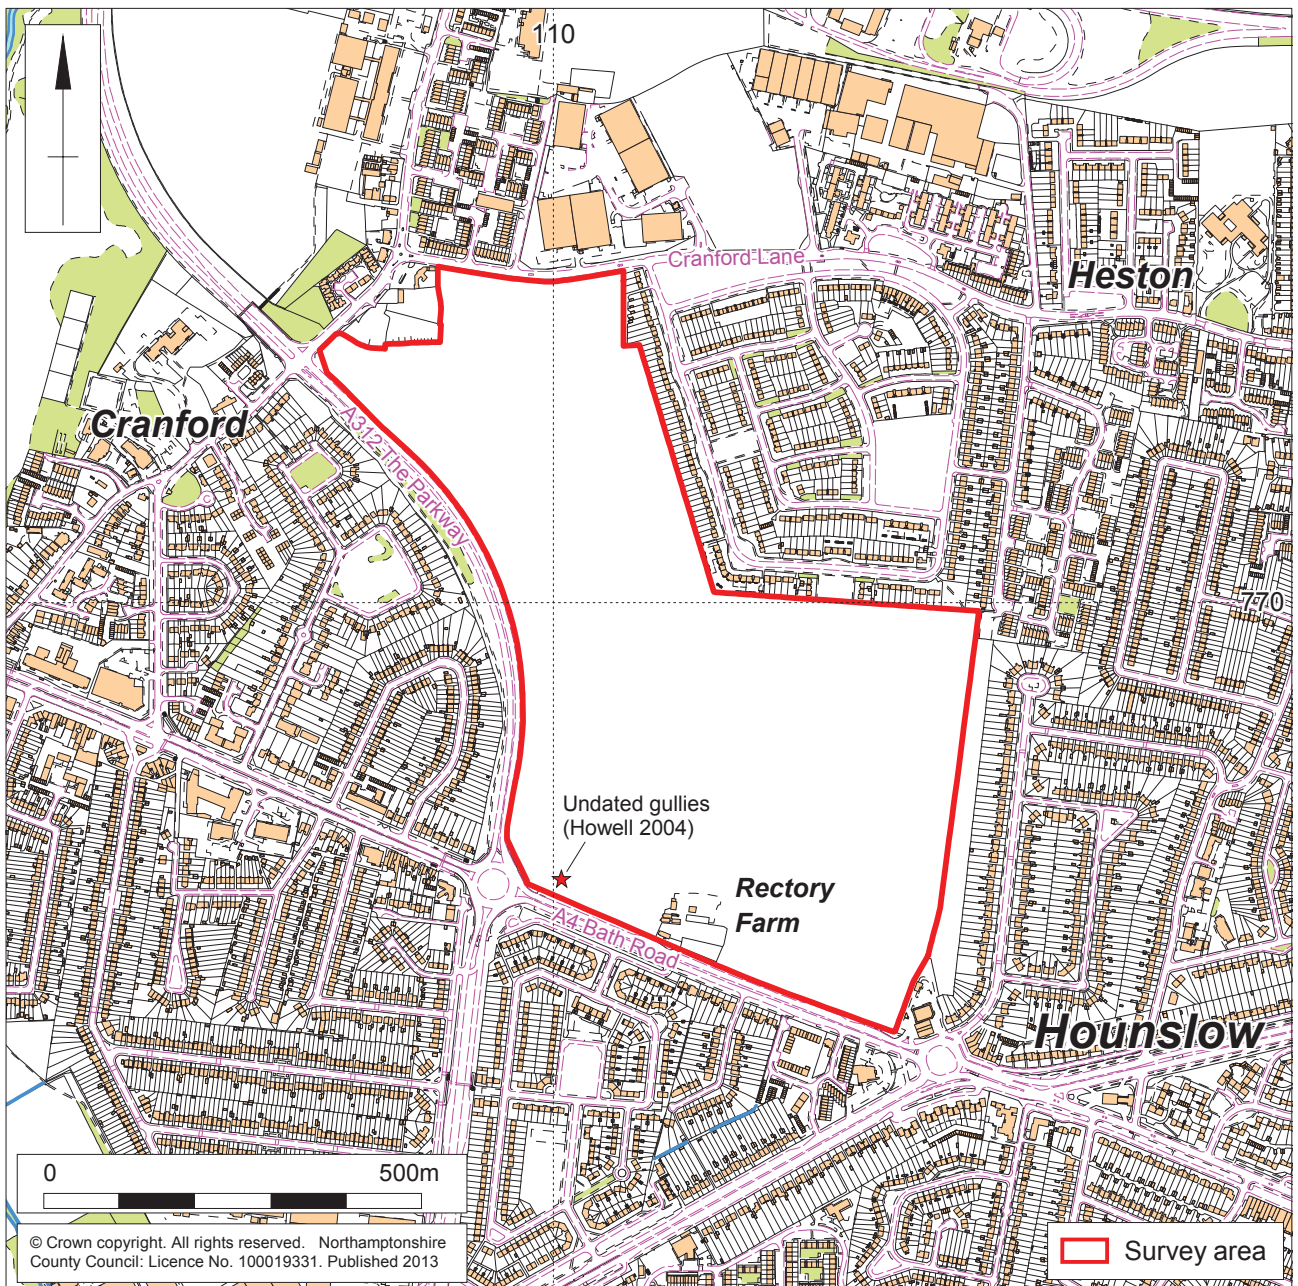 110
Cranford Lane
Heston
Cranford
A312 The Parkway
770
Undated gullies
(Howell 2004)
Rectory
Farm
A4 Bath Road
Hounslow
0 500m
© Crown copyright. All rights reserved. Northamptonshire
County Council: Licence No. 100019331. Published 2013
Survey area